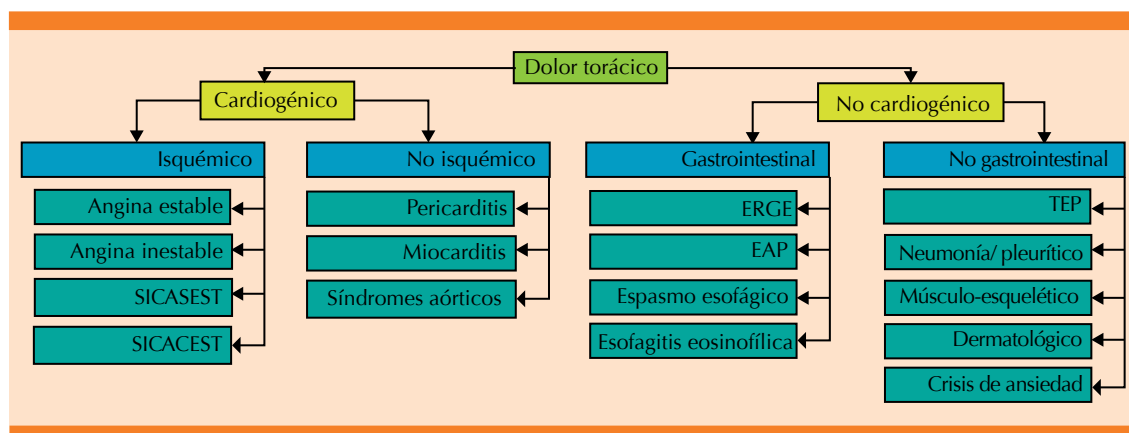 Dolor torácico
Cardiogénico
No cardiogénico
Isquémico
No isquémico
Gastrointestinal
No gastrointestinal
Angina estable
Angina inestable
SICASEST
SICACEST
Pericarditis
Miocarditis
Síndromes aórticos
ERGE
EAP
Espasmo esofágico
Esofagitis eosinofílica
TEP
Neumonía/ pleurítico
Músculo-esquelético
Dermatológico
Crisis de ansiedad